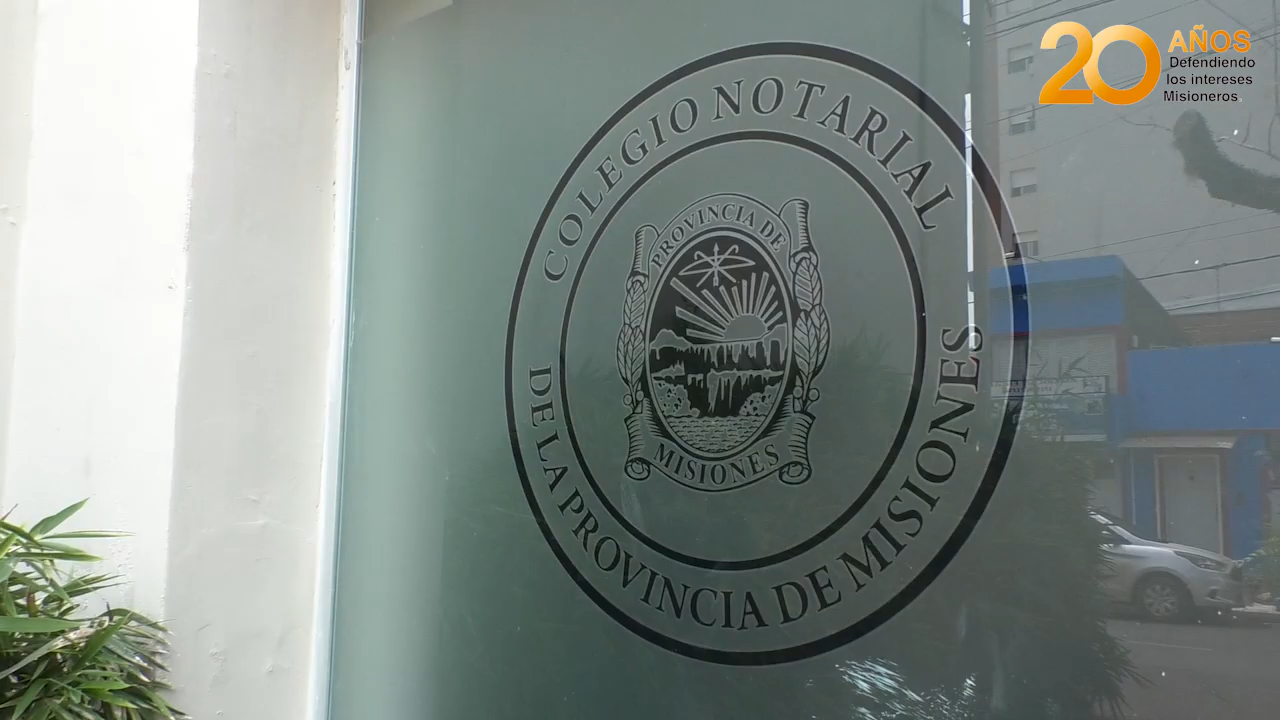 20 AÑOS
Defendiendo
los intereses
Misioneros
COLEGIO NOTARIAL
DE LA PROVINCIA DE MISIONES
PROVINCIA DE
MISIONES